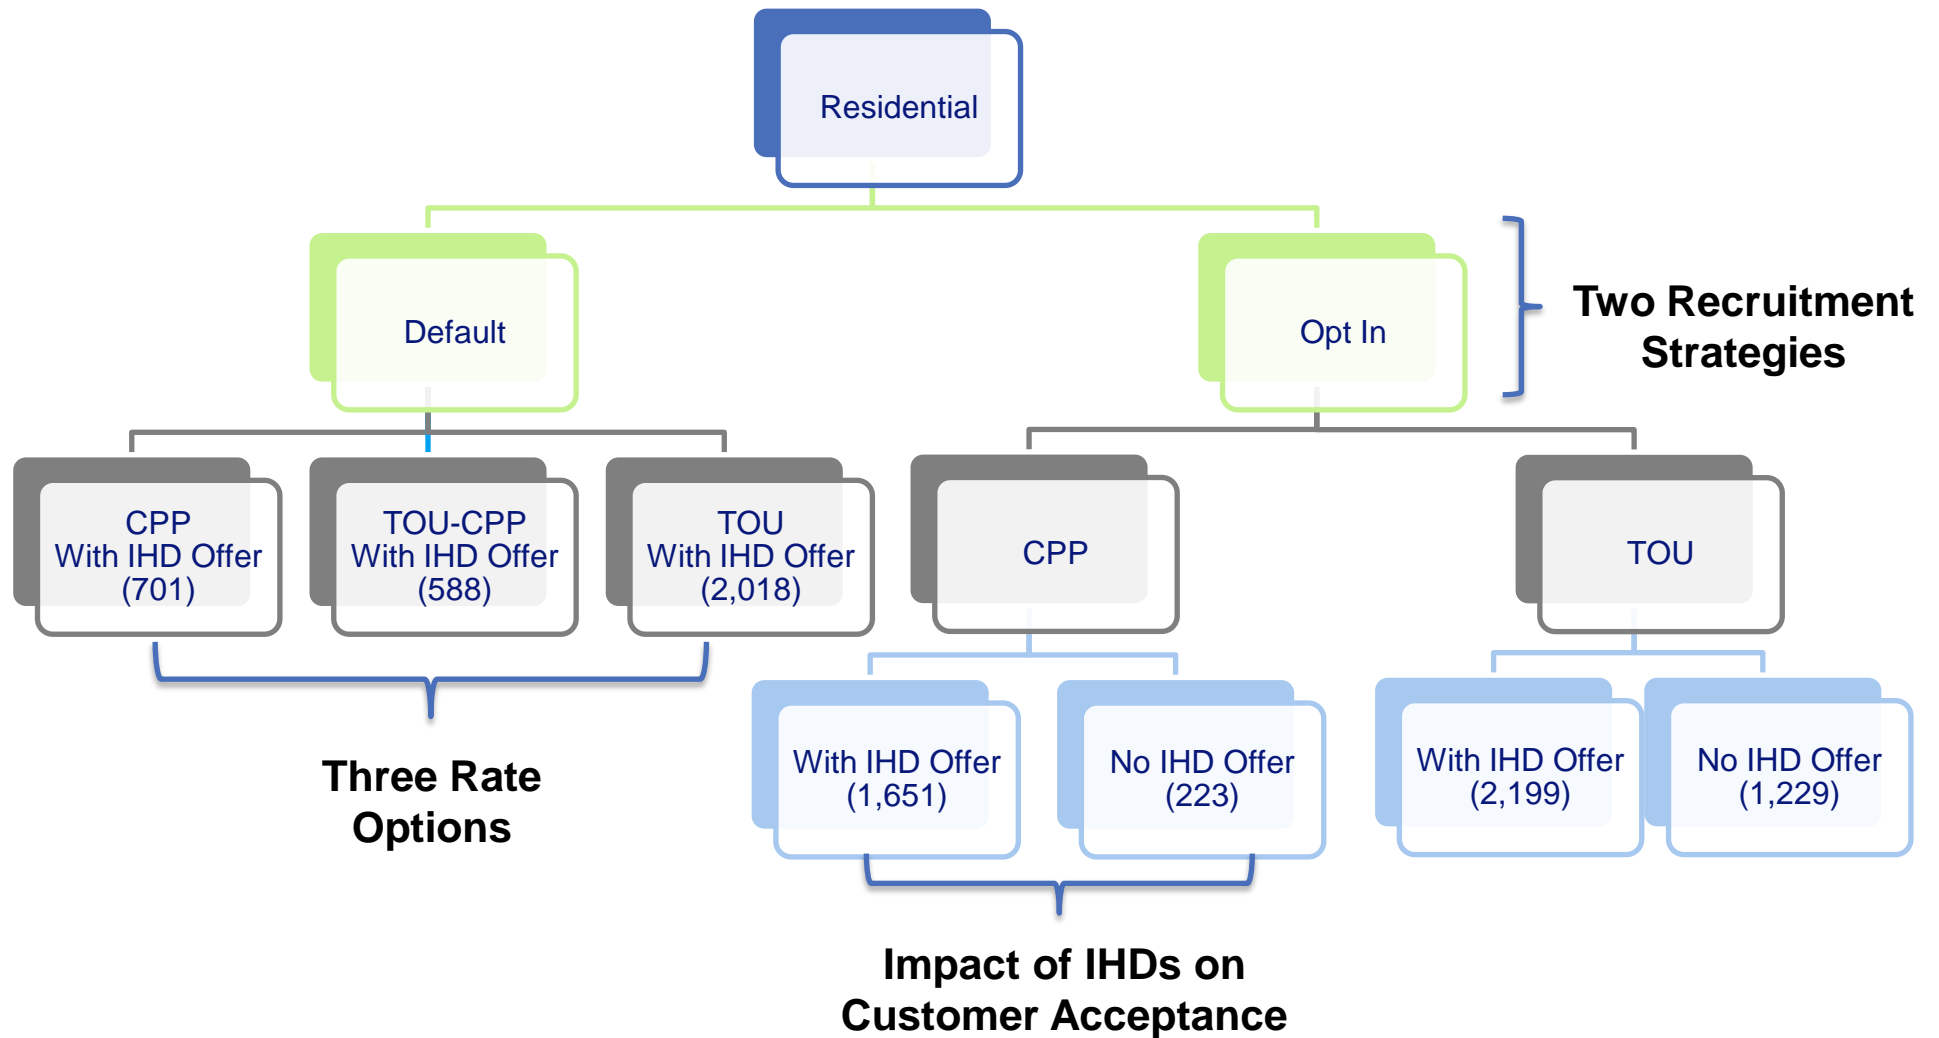 Residential
Default
Opt In
Two Recruitment
Strategies
CPP
With IHD Offer
(701)
TOU-CPP
With IHD Offer
(588)
TOU
With IHD Offer
(2,018)
CPP
TOU
Three Rate
Options
With IHD Offer
(1,651)
No IHD Offer
(223)
With IHD Offer
(2,199)
No IHD Offer
(1,229)
Impact of IHDs on
Customer Acceptance